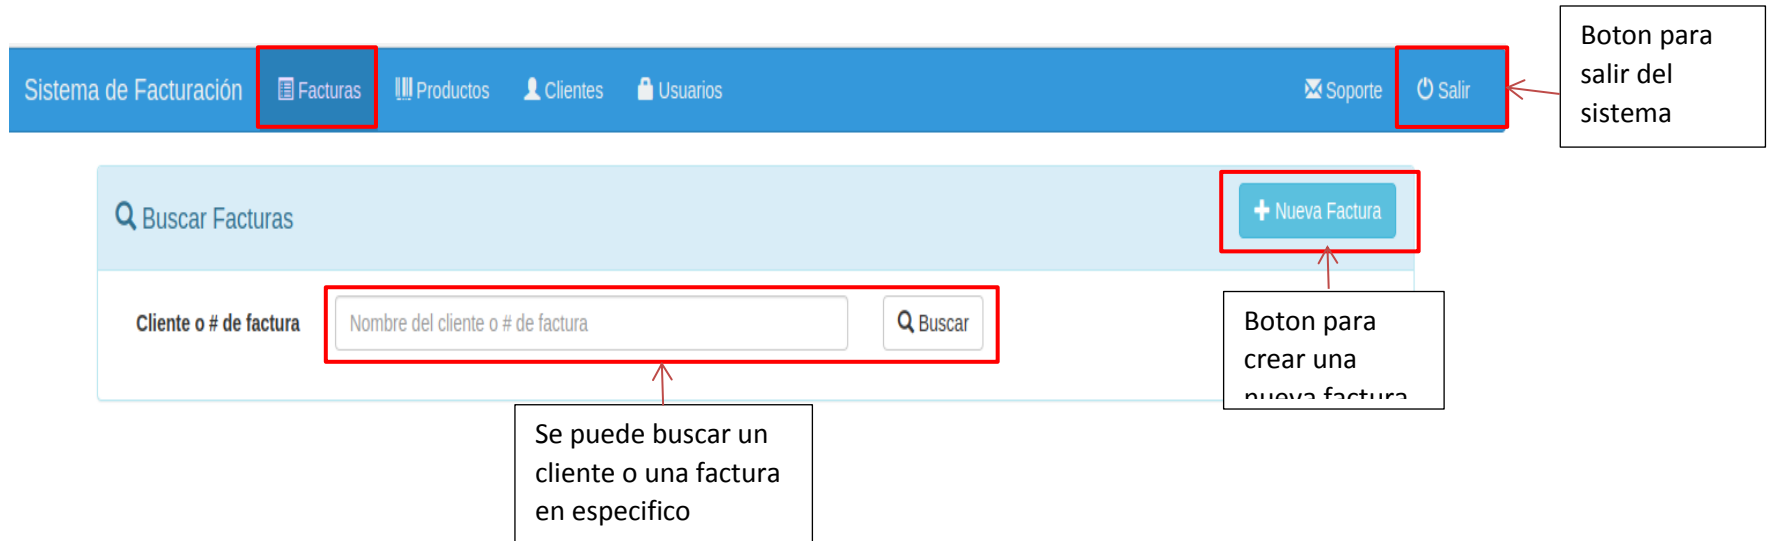 Boton para
salir del
sistema
Sistema de Facturación Facturas Productos Clientes Usuarios Soporte Salir
Buscar Facturas Nueva Factura
Cliente o # de factura Nombre del cliente o # de factura Buscar
Boton para
crear una
nueva factura
Se puede buscar un
cliente o una factura
en especifico